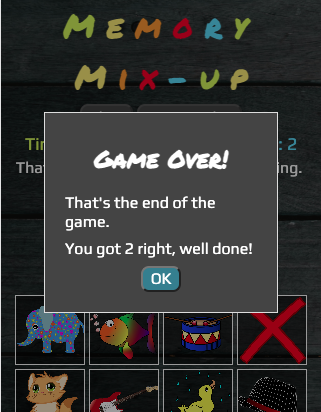 Memory
Mix-up
Game Over!
That's the end of the
game.
You got 2 right, well done!
OK